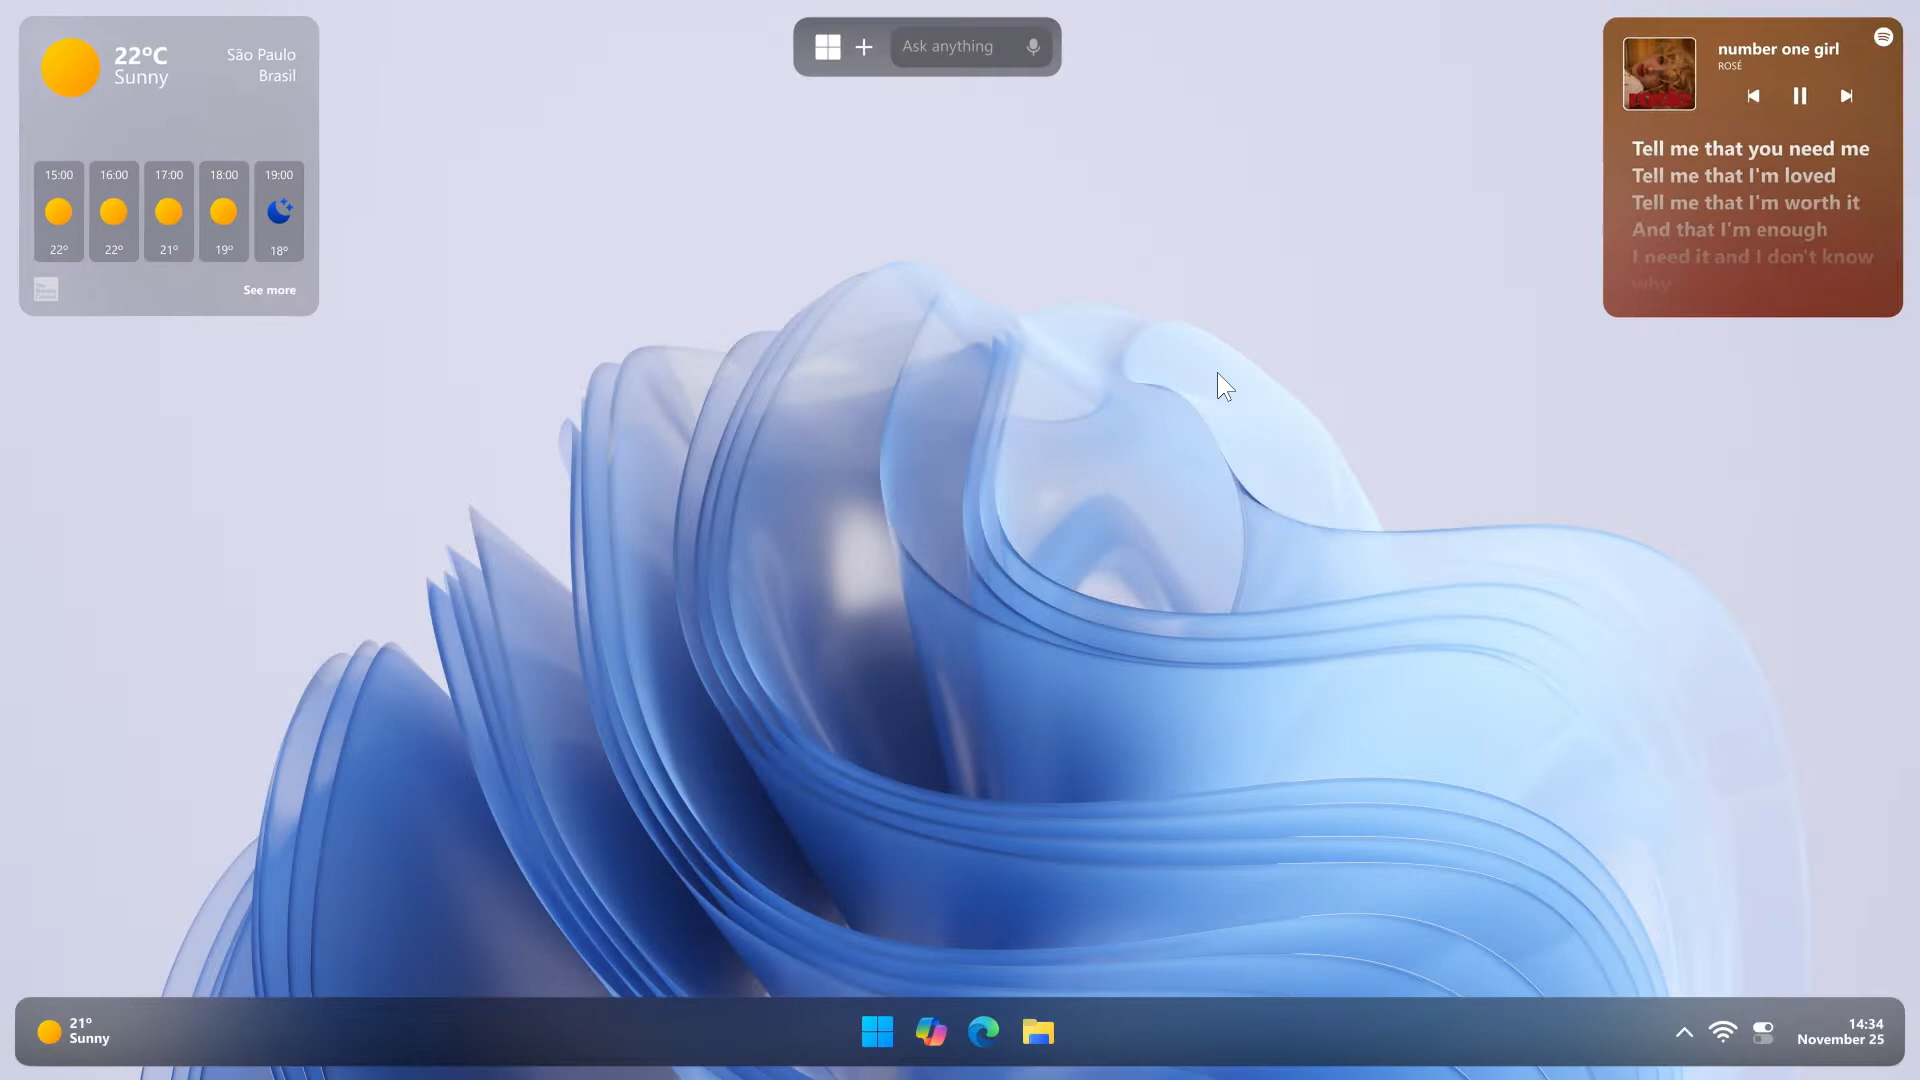 22°C
Sunny
São Paulo
Brasil
15:00 16:00 17:00 18:00 19:00
22° 22° 21° 19° 18°
See more
Ask anything
number one girl
ROSÉ
Tell me that you need me
Tell me that I'm loved
Tell me that I'm worth it
And that I'm enough
I need it and I don't know
why
21°
Sunny
14:34
November 25